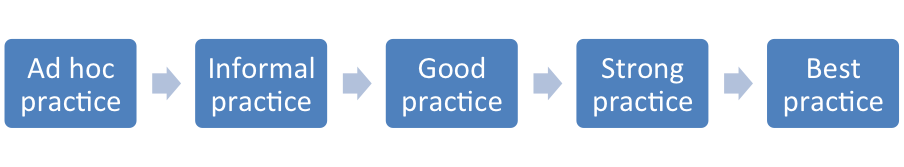 Ad hoc
practice
Informal
practice
Good
practice
Strong
practice
Best
practice